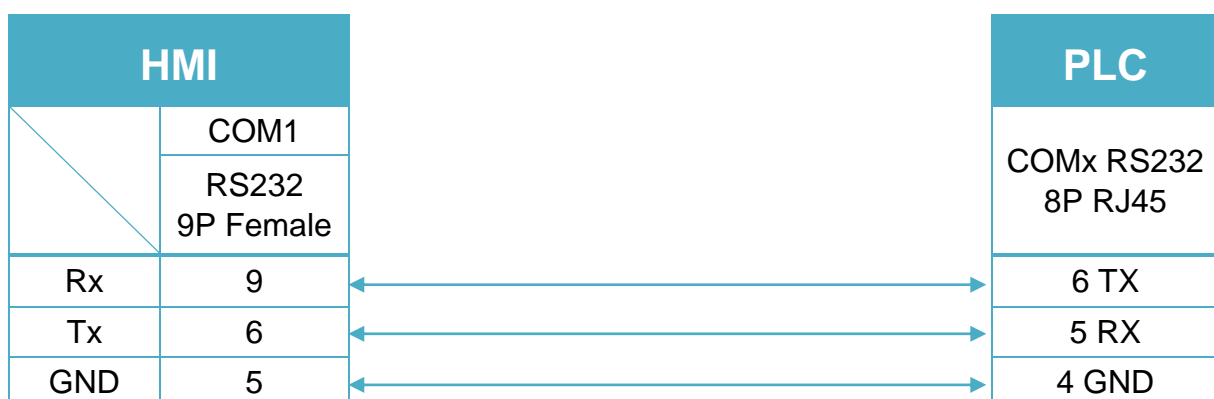 HMI
PLC
COM1
RS232
9P Female
COMx RS232
8P RJ45
Rx 9 6 TX
Tx 6 5 RX
GND 5 4 GND